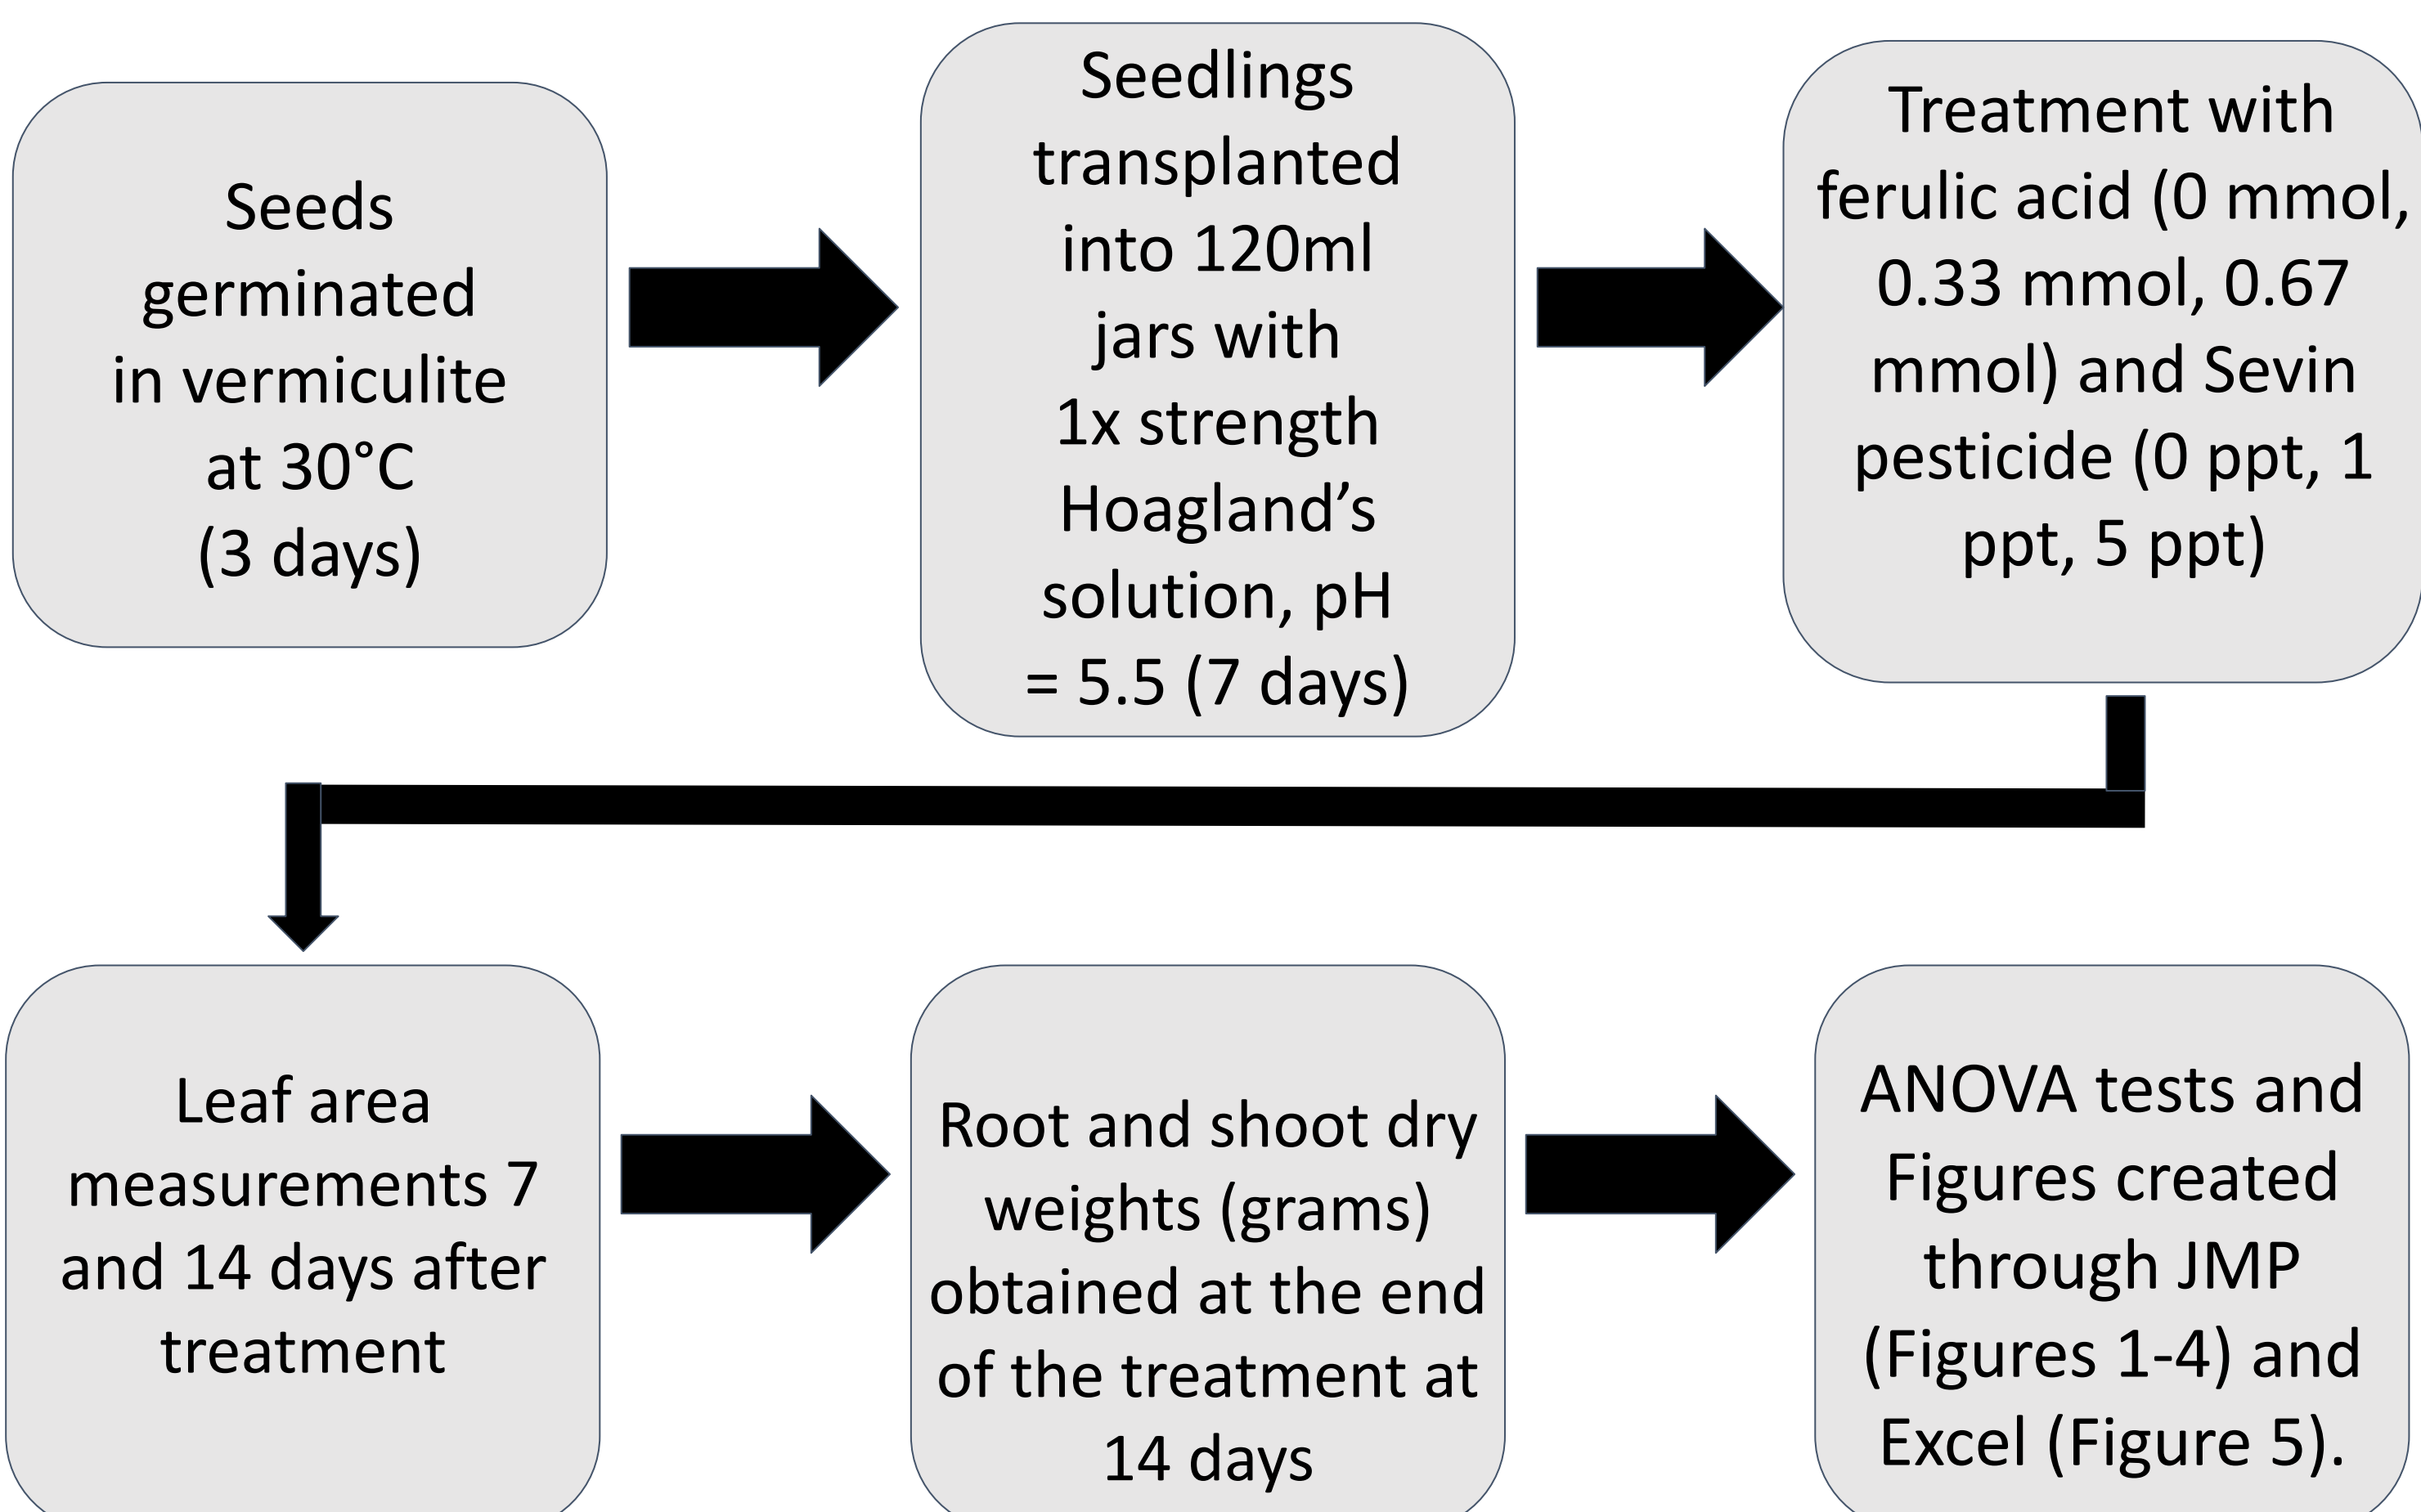 Seeds
germinated
in vermiculite
at 30°C
(3 days)
Seedlings
transplanted
into 120ml
jars with
1x strength
Hoagland’s
solution, pH
= 5.5 (7 days)
Treatment with
ferulic acid (0 mmol,
0.33 mmol, 0.67
mmol) and Sevin
pesticide (0 ppt, 1
ppt, 5 ppt)
Leaf area
measurements 7
and 14 days after
treatment
Root and shoot dry
weights (grams)
obtained at the end
of the treatment at
14 days
ANOVA tests and
Figures created
through JMP
(Figures 1-4) and
Excel (Figure 5).